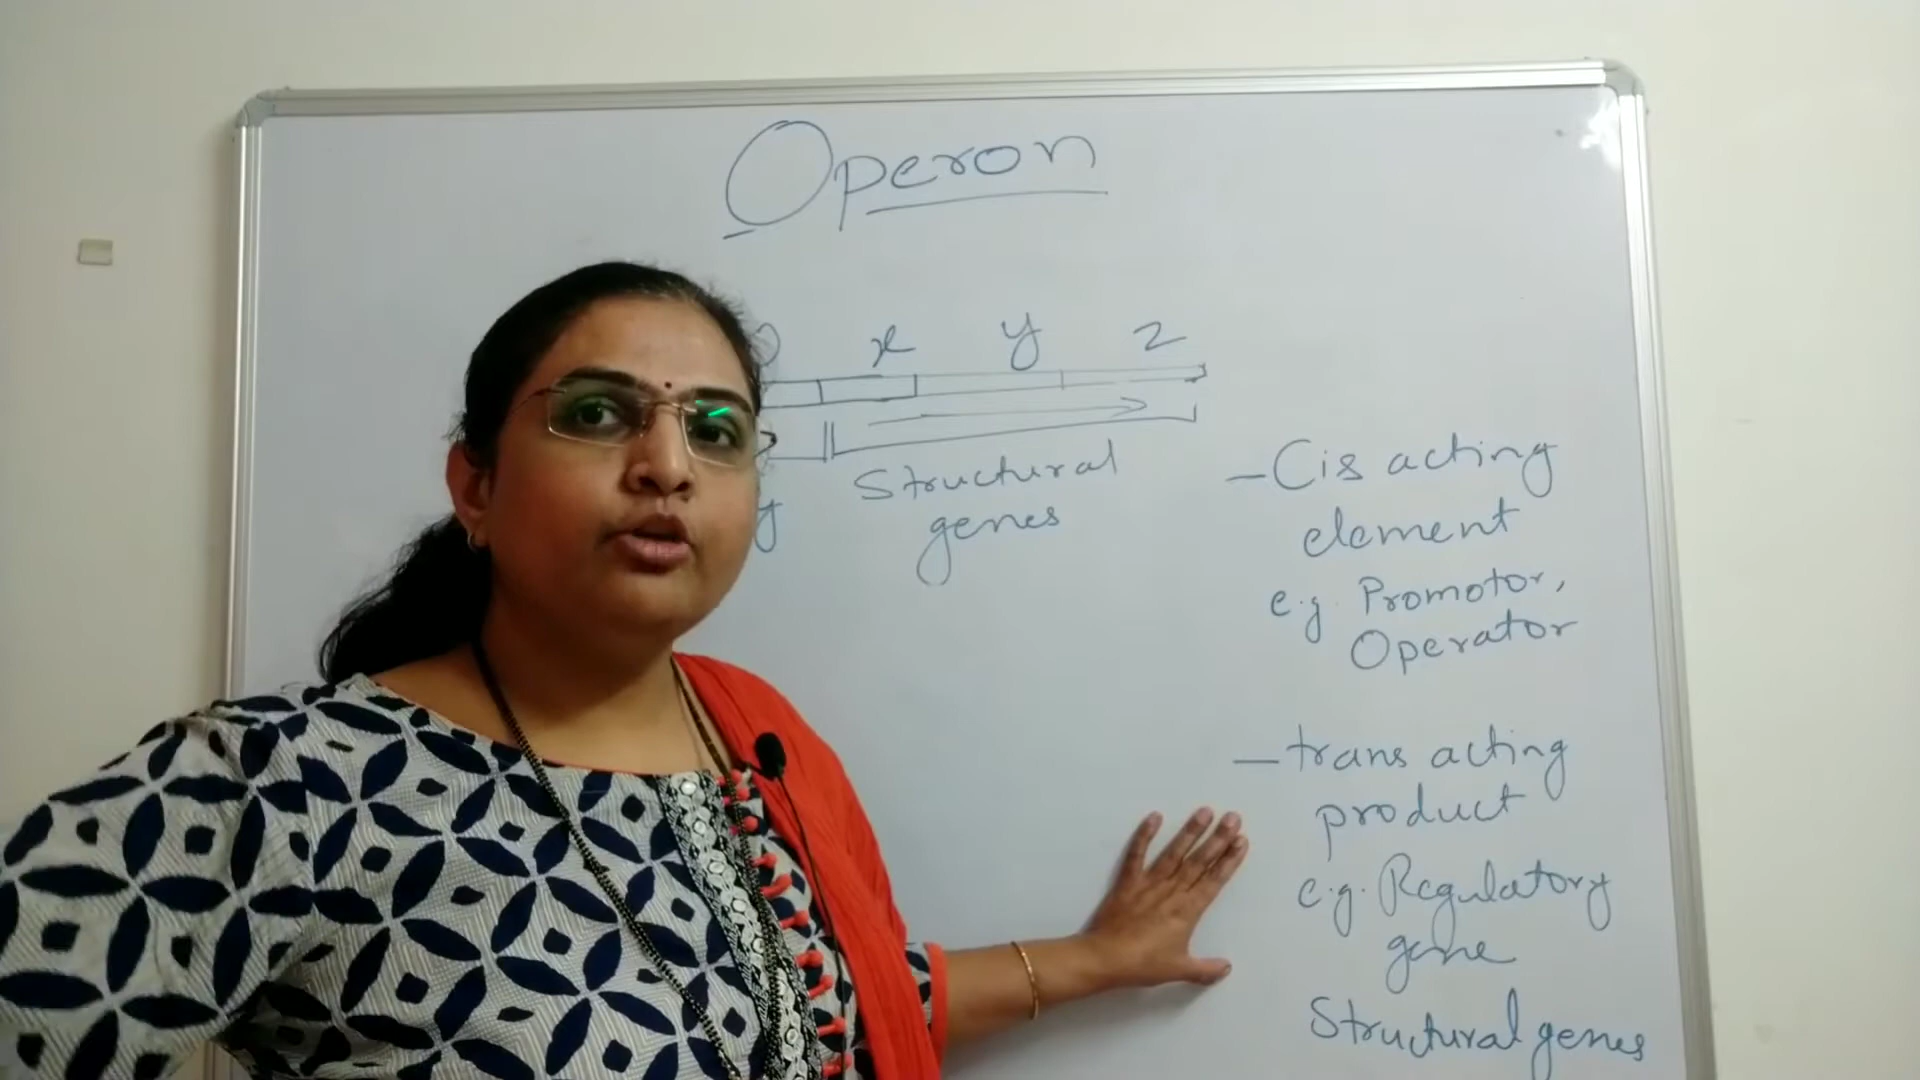 Operon
O x y z
Structural
genes
- Cis acting
element
e.g. Promotor,
Operator
- trans acting
product
e.g. Regulatory
gene
Structural genes